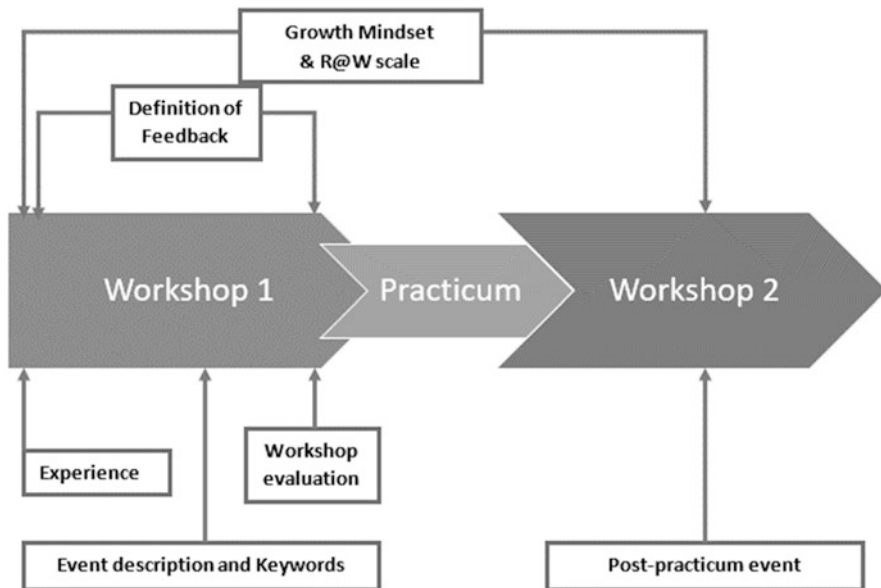 Growth Mindset
& R@W scale
Definition of
Feedback
Workshop 1
Practicum
Workshop 2
Experience
Workshop
evaluation
Event description and Keywords
Post-practicum event